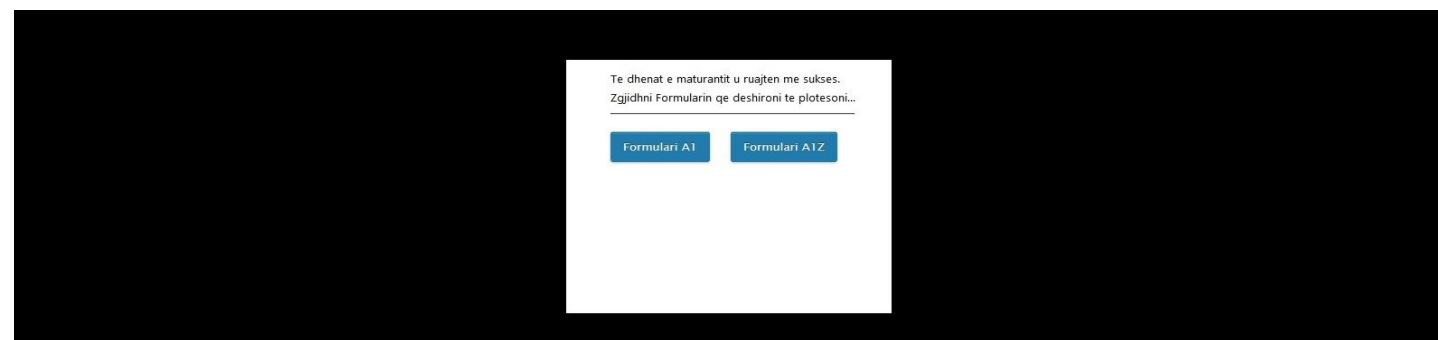 Te dhenat e maturantit u ruajten me sukses.
Zgjidhni Formularin qe deshironi te plotesoni...
Formulari A1
Formulari A1Z